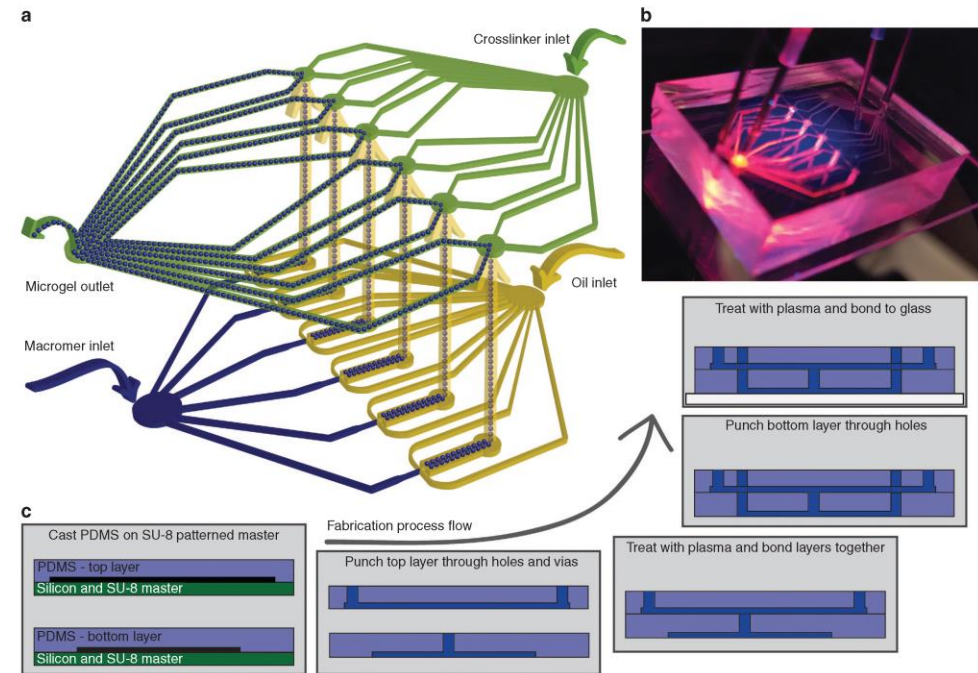 a
Crosslinker inlet
Microgel outlet
Oil inlet
Macromer inlet
b
Treat with plasma and bond to glass
Punch bottom layer through holes
c
Fabrication process flow
Cast PDMS on SU-8 patterned master
PDMS - top layer
Silicon and SU-8 master
PDMS - bottom layer
Silicon and SU-8 master
Punch top layer through holes and vias
Treat with plasma and bond layers together